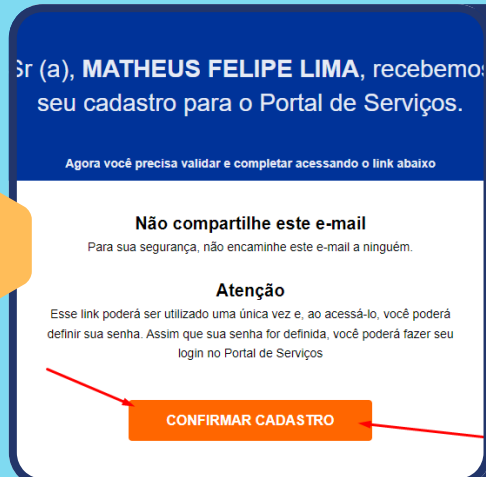 Sr (a), MATHEUS FELIPE LIMA, recebemos
seu cadastro para o Portal de Serviços.
Agora você precisa validar e completar acessando o link abaixo
Não compartilhe este e-mail
Para sua segurança, não encaminhe este e-mail a ninguém.
Atenção
Esse link poderá ser utilizado uma única vez e, ao acessá-lo, você poderá
definir sua senha. Assim que sua senha for definida, você poderá fazer seu
login no Portal de Serviços
CONFIRMAR CADASTRO